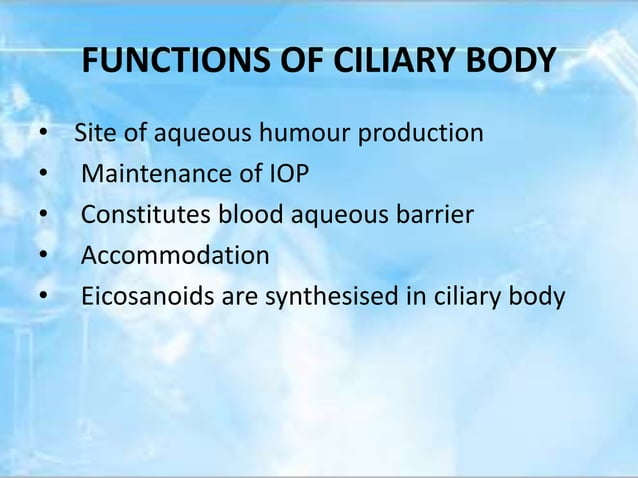 FUNCTIONS OF CILIARY BODY
• Site of aqueous humour production
• Maintenance of IOP
• Constitutes blood aqueous barrier
• Accommodation
• Eicosanoids are synthesised in ciliary body